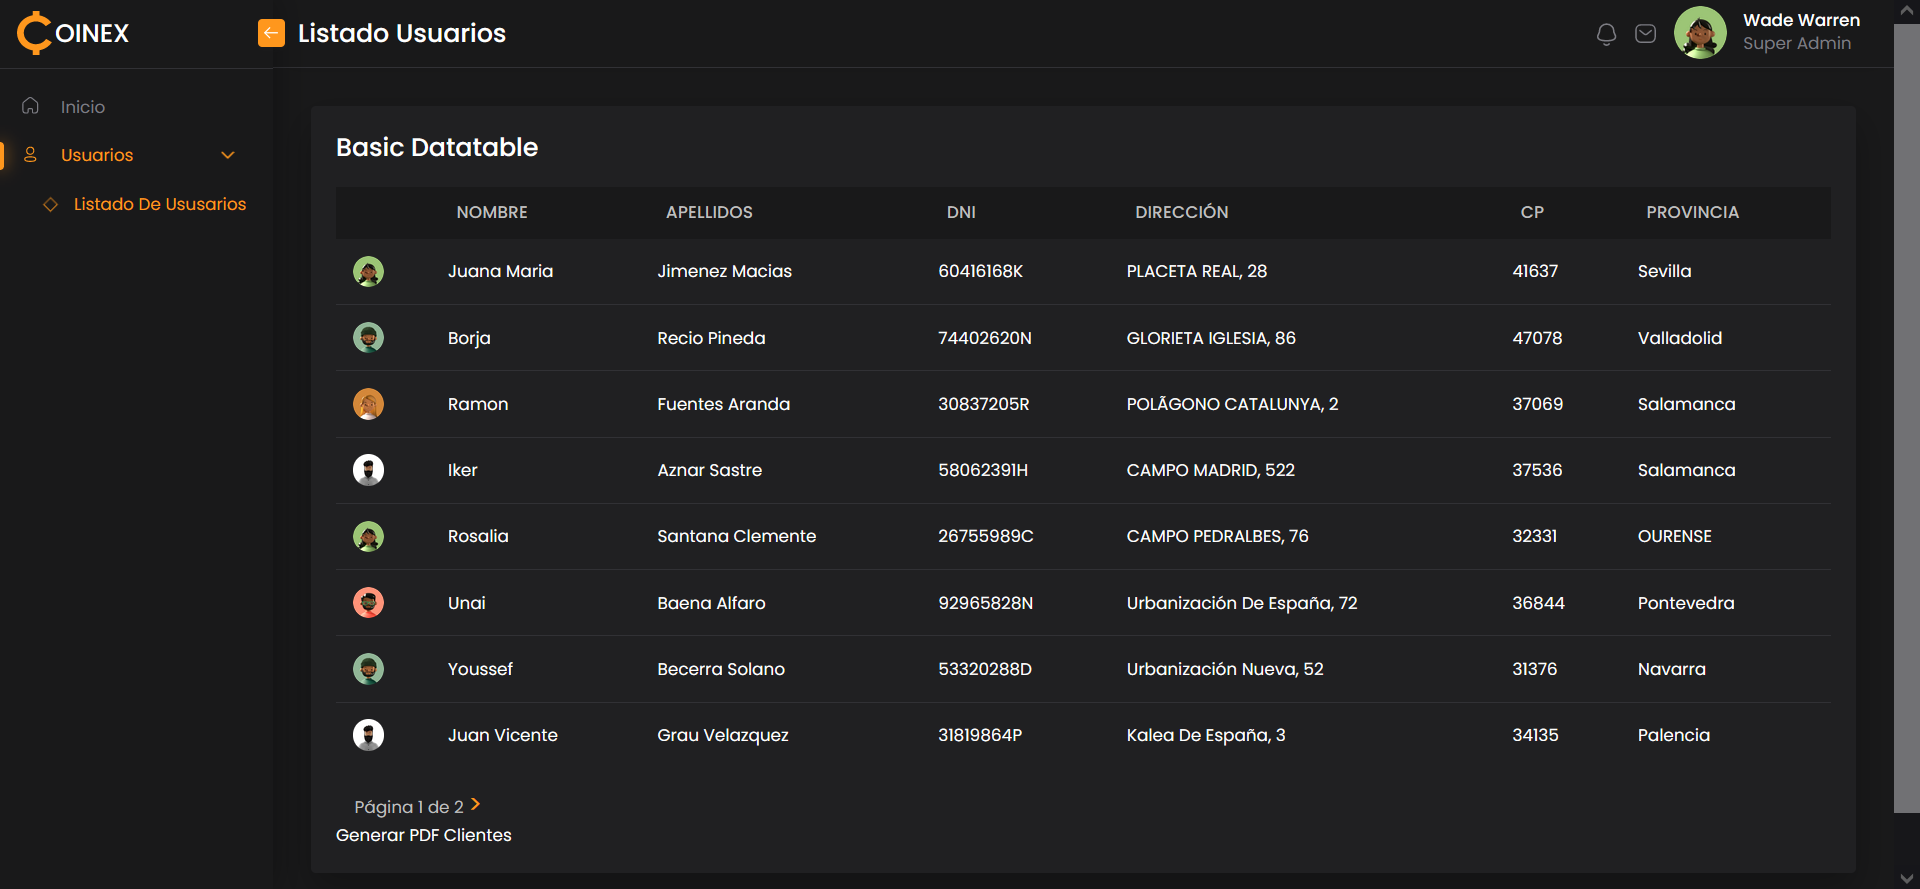 OINEX
Listado Usuarios
Wade Warren
Super Admin
Inicio
Usuarios
Listado De Ususarios
Basic Datatable
NOMBRE APELLIDOS DNI DIRECCIÓN CP PROVINCIA
Juana Maria Jimenez Macias 60416168K PLACETA REAL, 28 41637 Sevilla
Borja Recio Pineda 74402620N GLORIETA IGLESIA, 86 47078 Valladolid
Ramon Fuentes Aranda 30837205R POLÃGONO CATALUNYA, 2 37069 Salamanca
Iker Aznar Sastre 58062391H CAMPO MADRID, 522 37536 Salamanca
Rosalia Santana Clemente 26755989C CAMPO PEDRALBES, 76 32331 OURENSE
Unai Baena Alfaro 92965828N Urbanización De España, 72 36844 Pontevedra
Youssef Becerra Solano 53320288D Urbanización Nueva, 52 31376 Navarra
Juan Vicente Grau Velazquez 31819864P Kalea De España, 3 34135 Palencia
Página 1 de 2
Generar PDF Clientes